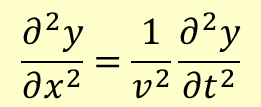 ∂²y/∂x² = 1/v² ∂²y/∂t²